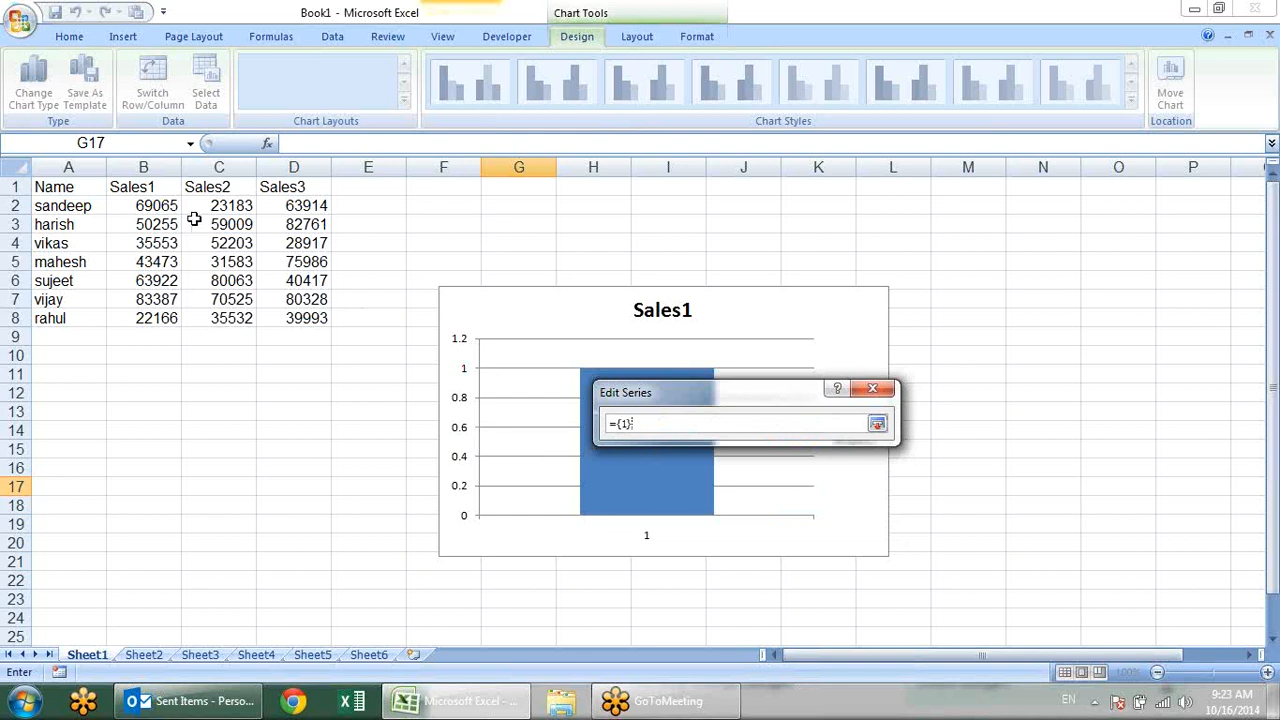 Book1 - Microsoft Excel
Chart Tools
Home Insert Page Layout Formulas Data Review View Developer Design Layout Format
Change Chart Type
Save As Template
Switch Row/Column
Select Data
Move Chart
Type Data Chart Layouts Chart Styles Location
G17 fx
A B C D E F G H I J K L M N O P
1 Name Sales1 Sales2 Sales3
2 sandeep 69065 23183 63914
3 harish 50255 59009 82761
4 vikas 35553 52203 28917
5 mahesh 43473 31583 75986
6 sujeet 63922 80063 40417
7 vijay 83387 70525 80328
8 rahul 22166 35532 39993
9
10
11
12
13
14
15
16
17
18
19
20
21
22
23
24
25
Sales1
1.2
1
0.8
0.6
0.4
0.2
0
1
Edit Series
={1}
Sheet1 Sheet2 Sheet3 Sheet4 Sheet5 Sheet6
Enter 100%
Sent Items - Perso...
Microsoft Excel - ...
GoToMeeting
EN
9:23 AM
10/16/2014